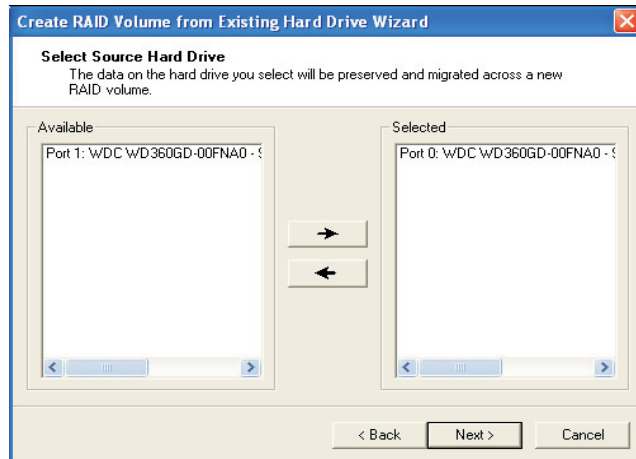 Create RAID Volume from Existing Hard Drive Wizard
Select Source Hard Drive
The data on the hard drive you select will be preserved and migrated across a new
RAID volume.
Available
Port 1: WDC WD360GD-00FNA0 -
Selected
Port 0: WDC WD360GD-00FNA0 -
< Back
Next >
Cancel